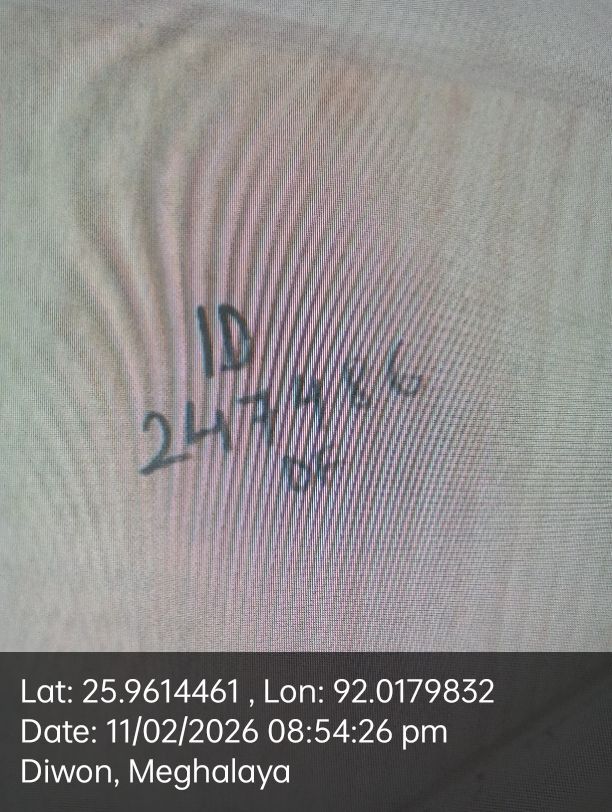 ID
247486
DF
Lat: 25.9614461 , Lon: 92.0179832
Date: 11/02/2026 08:54:26 pm
Diwon, Meghalaya